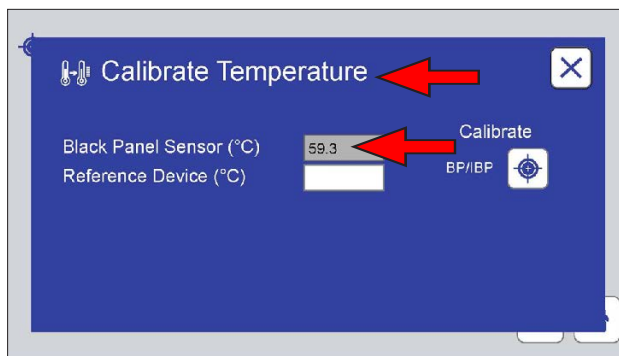 Calibrate Temperature
Calibrate
Black Panel Sensor (°C) 59.3
BP/IBP
Reference Device (°C)